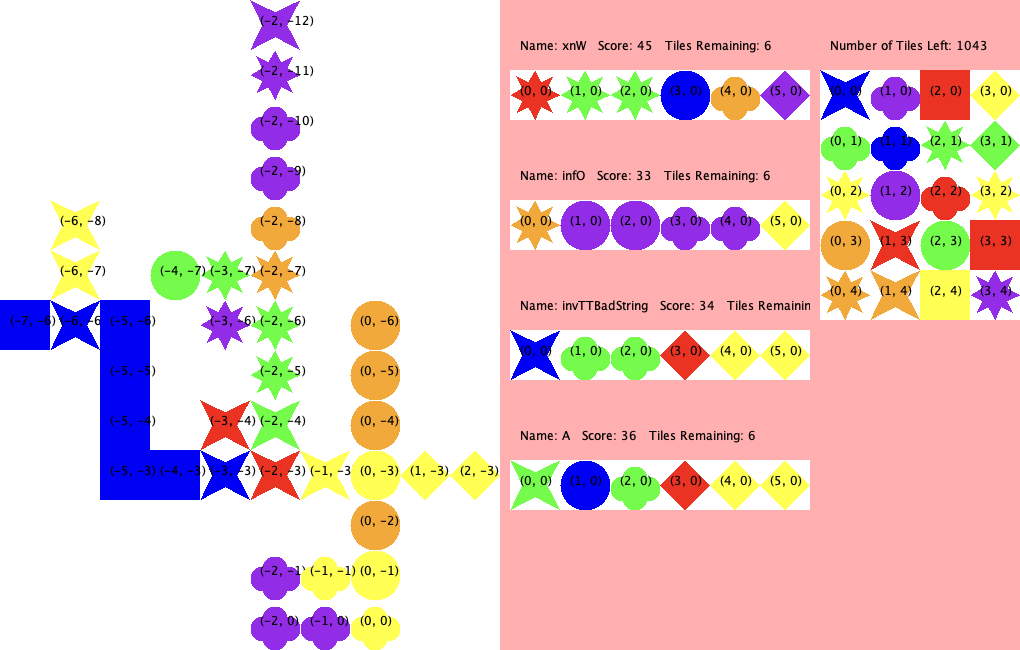 (-2, -12)
(-2, -11)
(-2, -10)
(-2, -9)
(-6, -8) (-2, -8)
(-6, -7) (-4, -7) (-3, -7) (-2, -7)
(-7, -6) (-6, -6 (-5, -6) (-3, -6) (-2, -6) (0, -6)
(-5, -5) (-2, -5) (0, -5)
(-5, -4) (-3, -4) (-2, -4) (0, -4)
(-5, -3) (-4, -3) (-3, -3) (-2, -3) (-1, -3 (0, -3) (1, -3) (2, -3)
(0, -2)
(-2, -1) (-1, -1) (0, -1)
(-2, 0) (-1, 0) (0, 0)
Name: xnW Score: 45 Tiles Remaining: 6
(0, 0) (1, 0) (2, 0) (3, 0) (4, 0) (5, 0)
Name: infO Score: 33 Tiles Remaining: 6
(0, 0) (1, 0) (2, 0) (3, 0) (4, 0) (5, 0)
Name: invTTBadString Score: 34 Tiles Remainin
(0, 0) (1, 0) (2, 0) (3, 0) (4, 0) (5, 0)
Name: A Score: 36 Tiles Remaining: 6
(0, 0) (1, 0) (2, 0) (3, 0) (4, 0) (5, 0)
Number of Tiles Left: 1043
(0, 0) (1, 0) (2, 0) (3, 0)
(0, 1) (1, 1) (2, 1) (3, 1)
(0, 2) (1, 2) (2, 2) (3, 2)
(0, 3) (1, 3) (2, 3) (3, 3)
(0, 4) (1, 4) (2, 4) (3, 4)